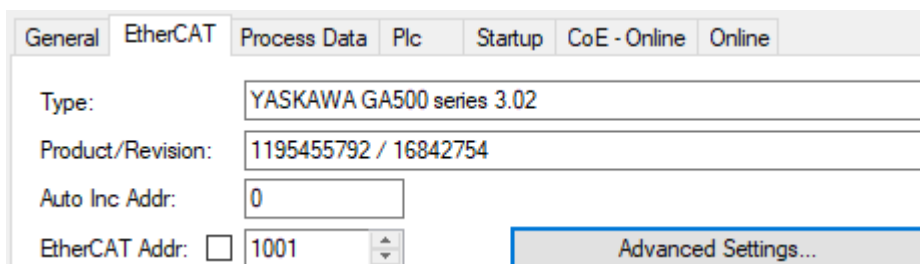 General EtherCAT Process Data Plc Startup CoE - Online Online
Type: YASKAWA GA500 series 3.02
Product/Revision: 1195455792 / 16842754
Auto Inc Addr: 0
EtherCAT Addr: 1001 Advanced Settings...